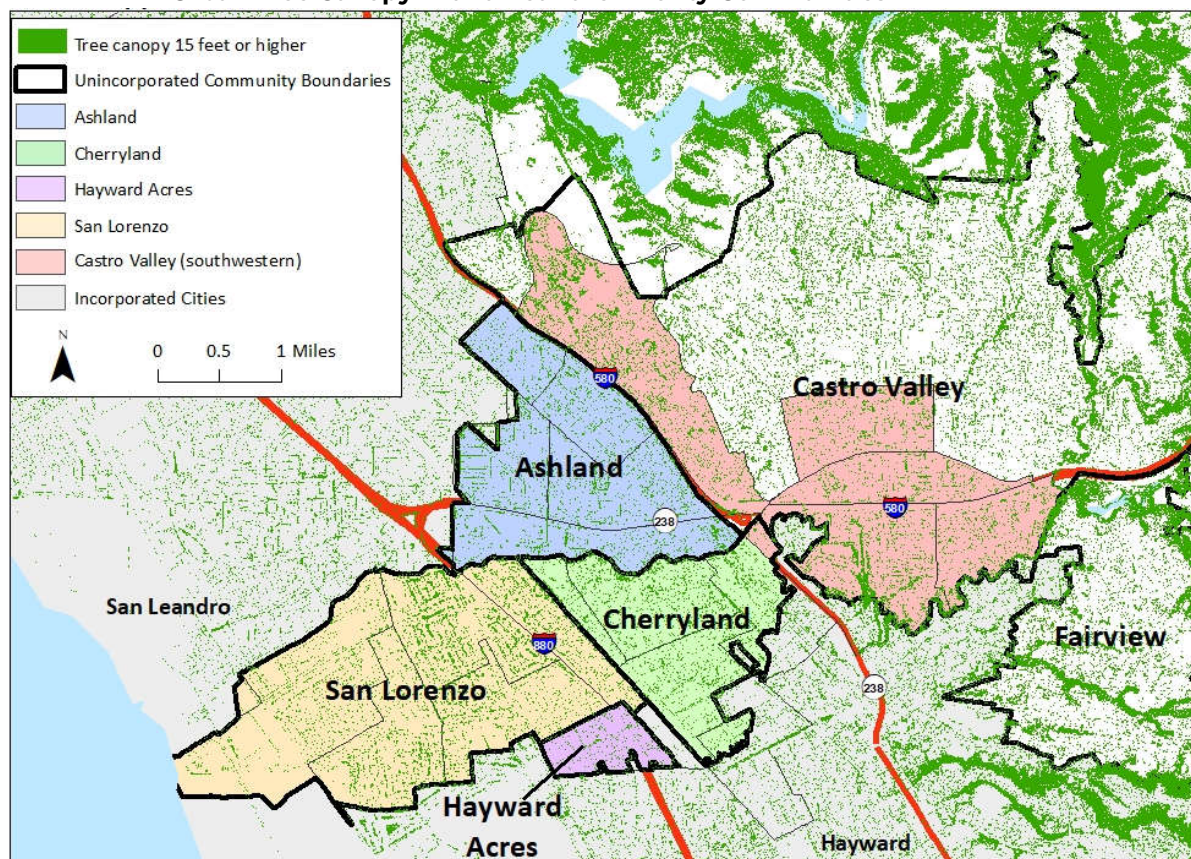 Tree canopy 15 feet or higher
Unincorporated Community Boundaries
Ashland
Cherryland
Hayward Acres
San Lorenzo
Castro Valley (southwestern)
Incorporated Cities
N
0 0.5 1 Miles
580
Castro Valley
Ashland
580
238
San Leandro
Cherryland
Fairview
880
San Lorenzo
238
Hayward
Acres
Hayward